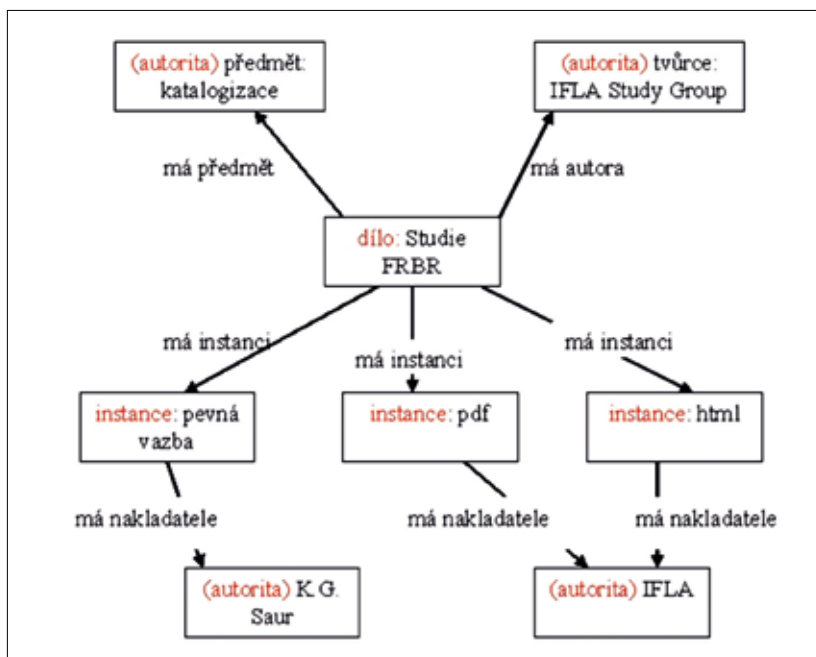 (autorita) předmět:
katalogizace
(autorita) tvůrce:
IFLA Study Group
má předmět
má autora
dílo: Studie
FRBR
má instanci
má instanci
má instanci
instance: pevná
vazba
instance: pdf
instance: html
má nakladatele
má nakladatele
má nakladatele
(autorita) K. G.
Saur
(autorita) IFLA